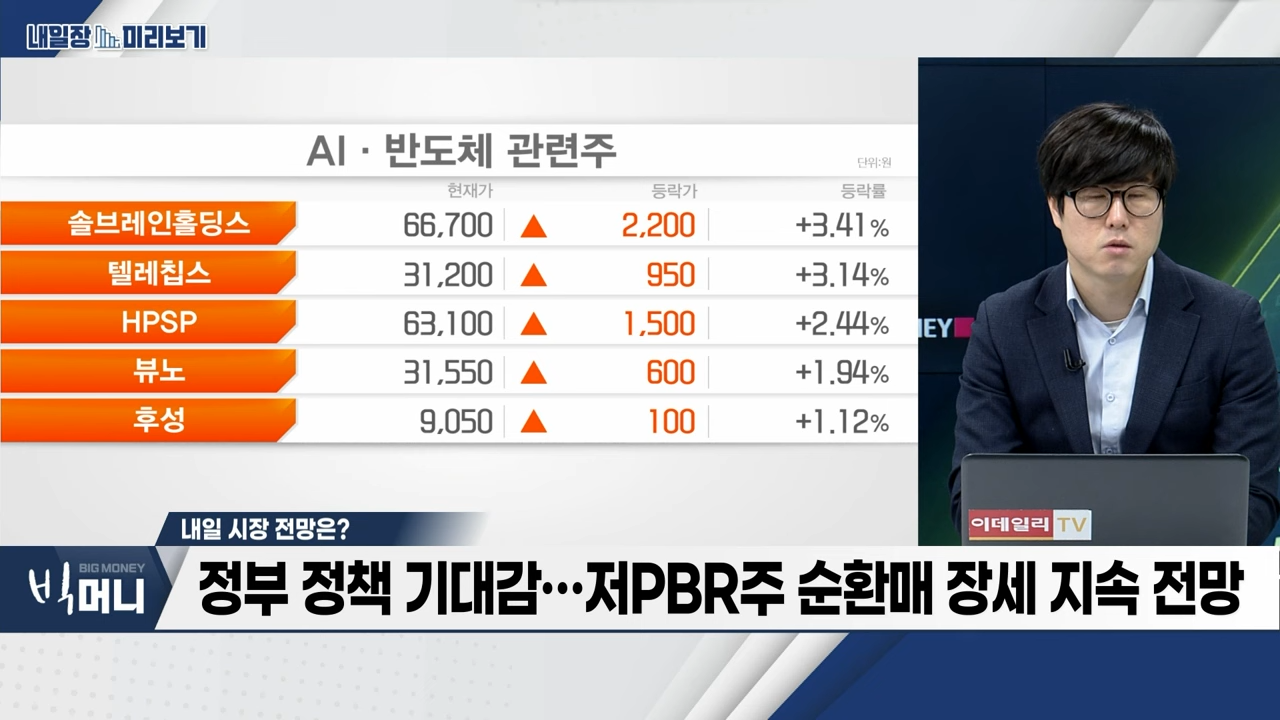 내일장 미리보기
AI · 반도체 관련주
단위:원
현재가 등락가 등락률
솔브레인홀딩스 66,700 ▲ 2,200 +3.41%
텔레칩스 31,200 ▲ 950 +3.14%
HPSP 63,100 ▲ 1,500 +2.44%
뷰노 31,550 ▲ 600 +1.94%
후성 9,050 ▲ 100 +1.12%
NEY
이데일리 TV
내일 시장 전망은?
BIG MONEY
빅머니
정부 정책 기대감…저PBR주 순환매 장세 지속 전망